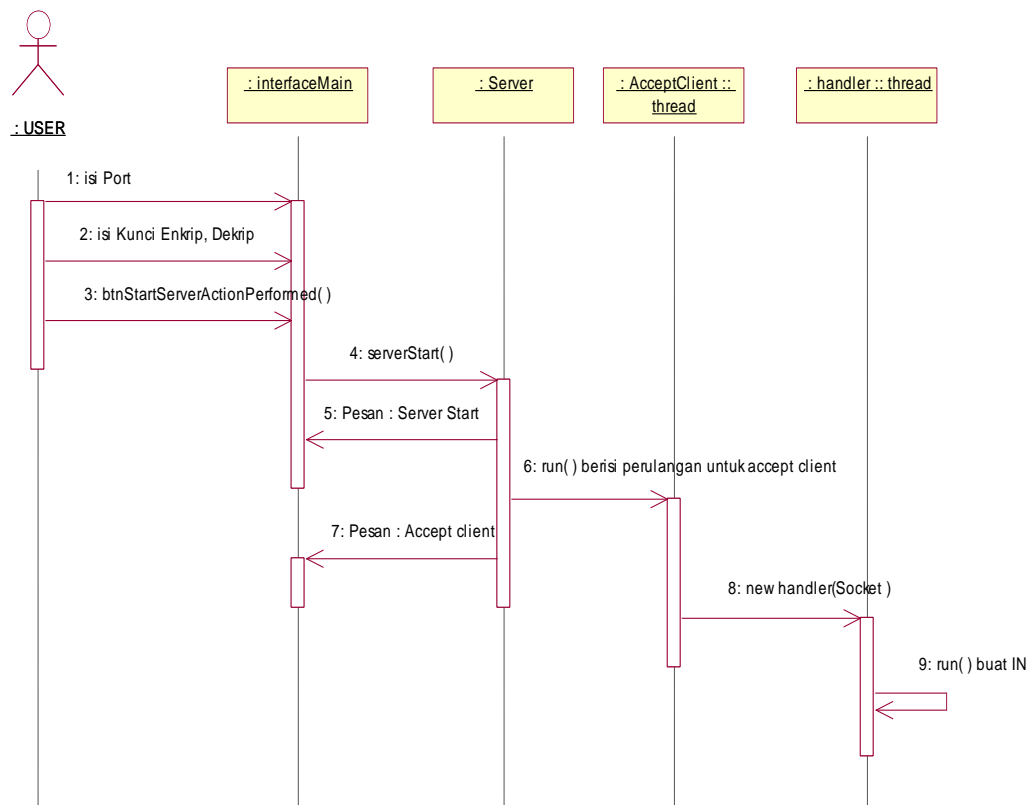 : USER
: interfaceMain
: Server
: AcceptClient ::
thread
: handler :: thread
1: isi Port
2: isi Kunci Enkrip, Dekrip
3: btnStartServerActionPerformed( )
4: serverStart( )
5: Pesan : Server Start
6: run( ) berisi perulangan untuk accept client
7: Pesan : Accept client
8: new handler(Socket )
9: run( ) buat IN